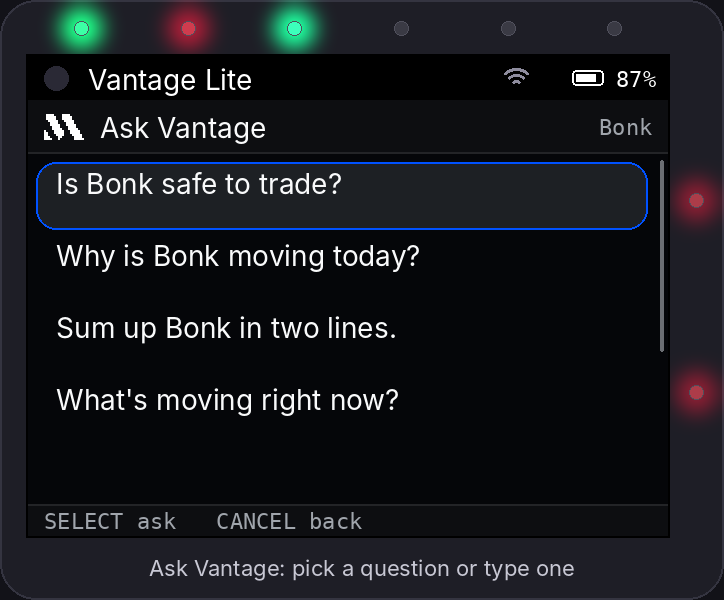 Vantage Lite
87%
Ask Vantage
Bonk
Is Bonk safe to trade?
Why is Bonk moving today?
Sum up Bonk in two lines.
What's moving right now?
SELECT ask CANCEL back
Ask Vantage: pick a question or type one